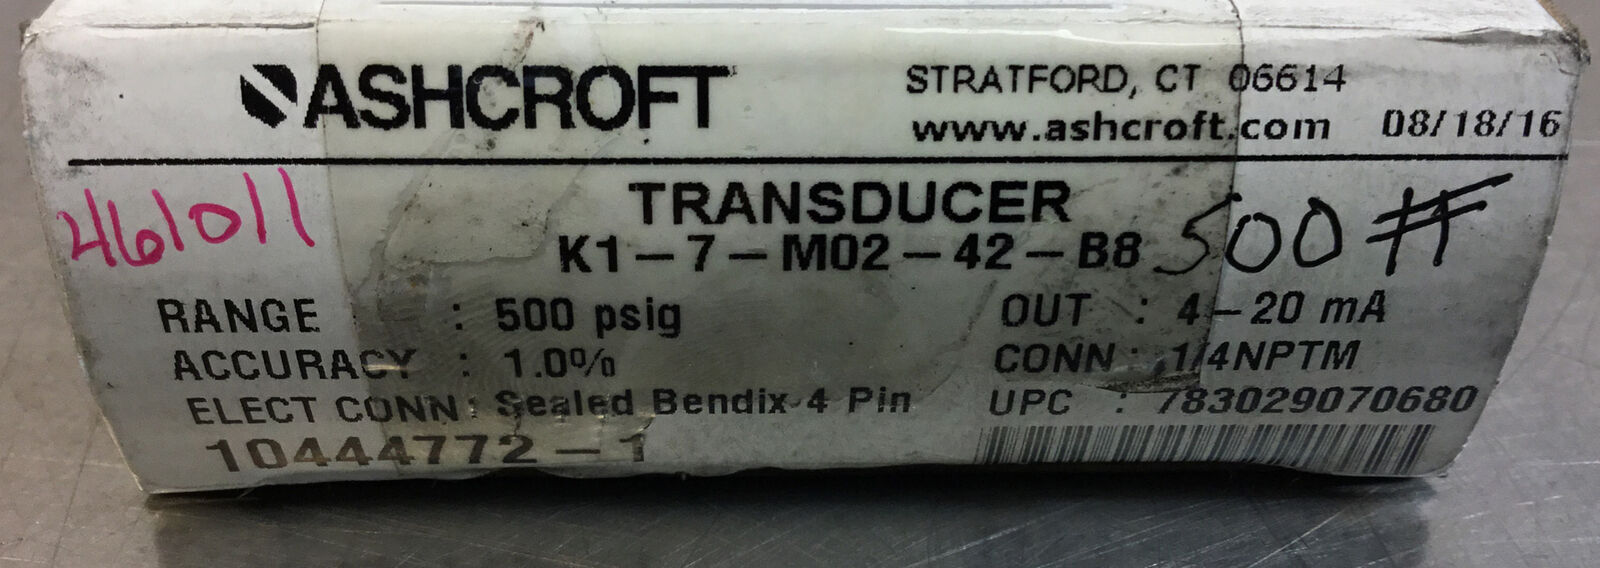 ASHCROFT
STRATFORD, CT 06614
www.ashcroft.com 08/18/16
461011
TRANSDUCER
K1-7-M02-42-B8 500 #
RANGE : 500 psig OUT : 4-20 mA
ACCURACY : 1.0% CONN : 1/4NPTM
ELECT CONN: Sealed Bendix 4 Pin UPC : 783029070680
10444772-1